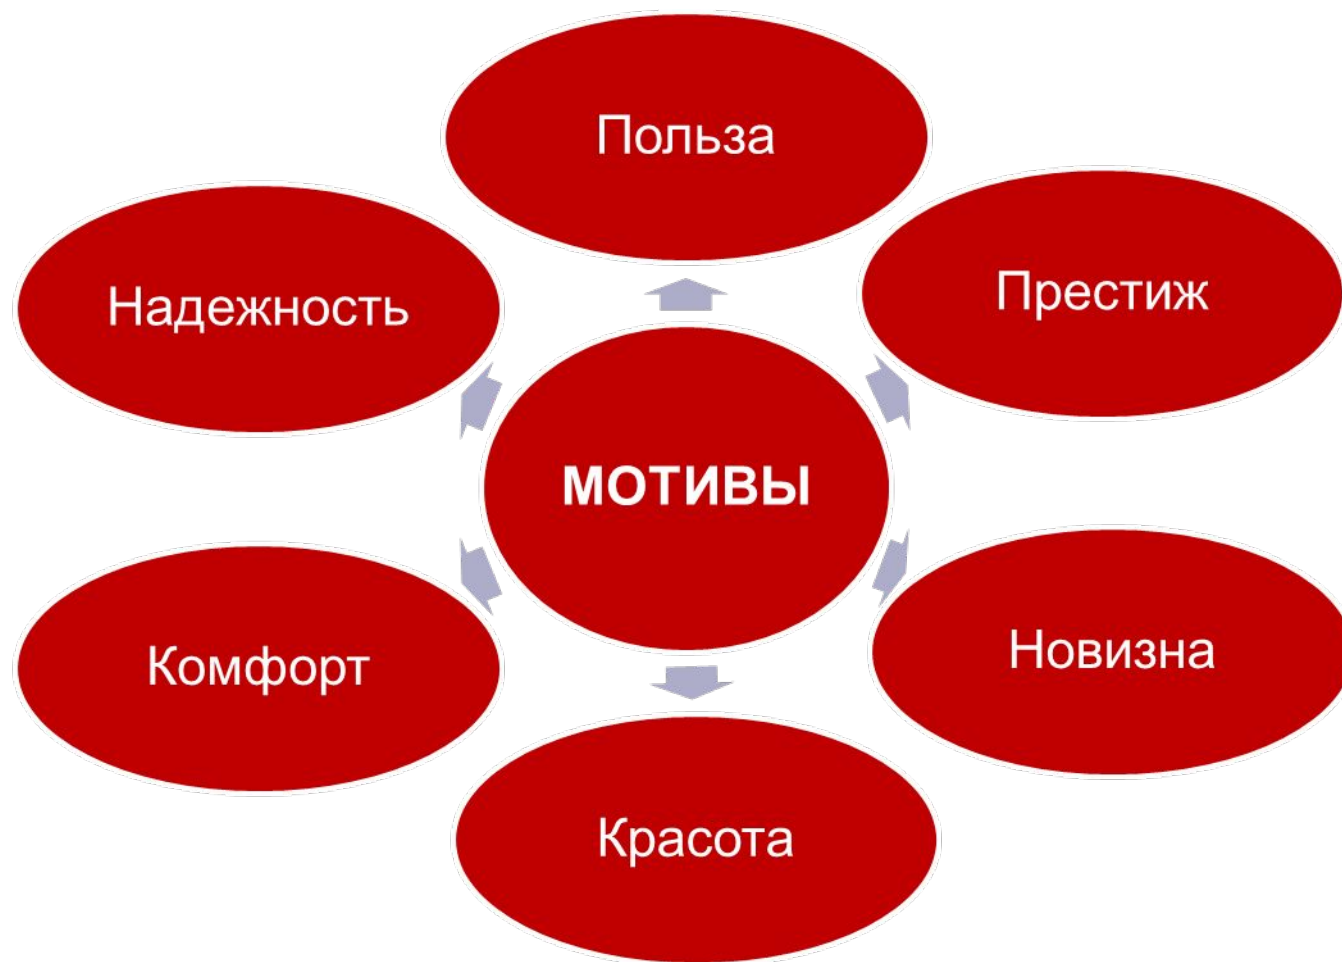 Польза
Надежность
Престиж
МОТИВЫ
Комфорт
Новизна
Красота